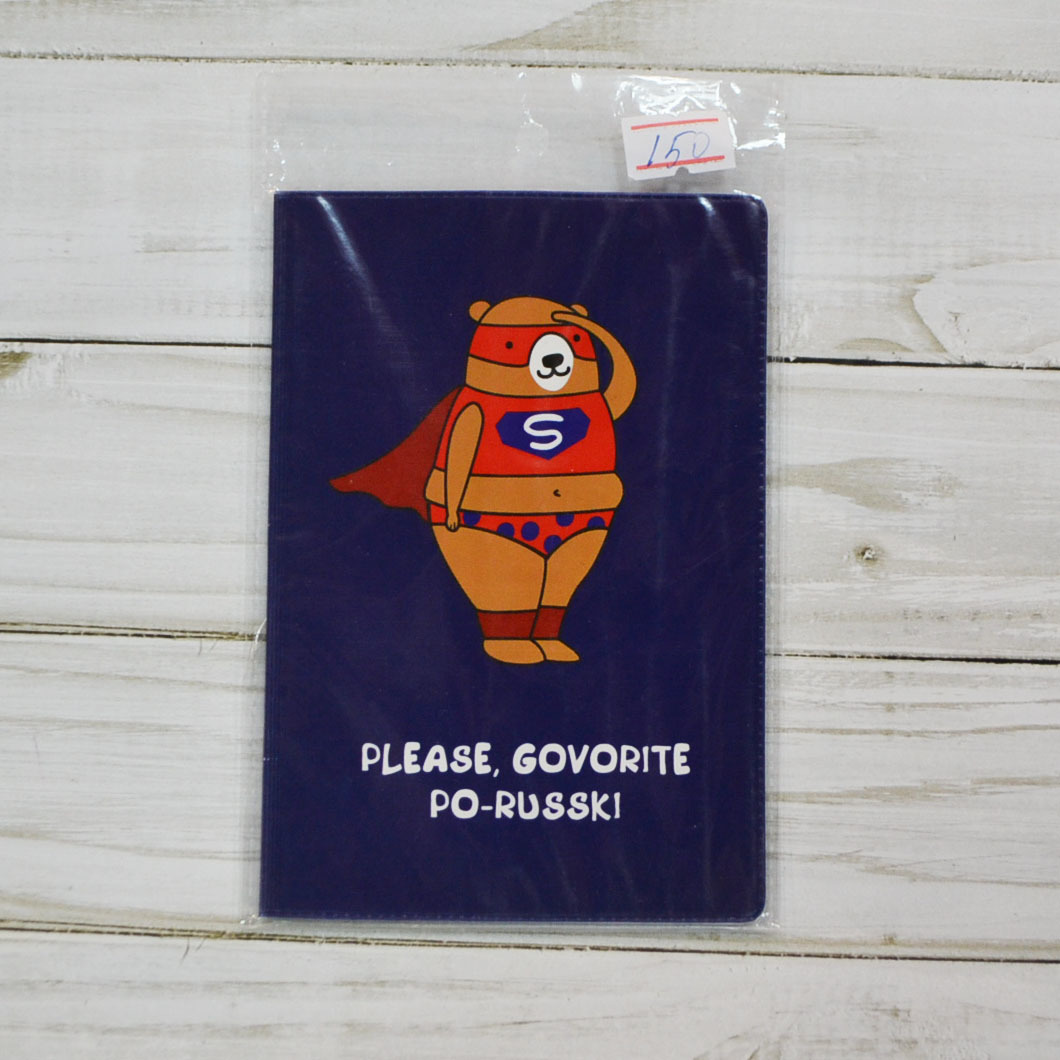 150
S
PLEASE, GOVORITE
PO-RUSSKI